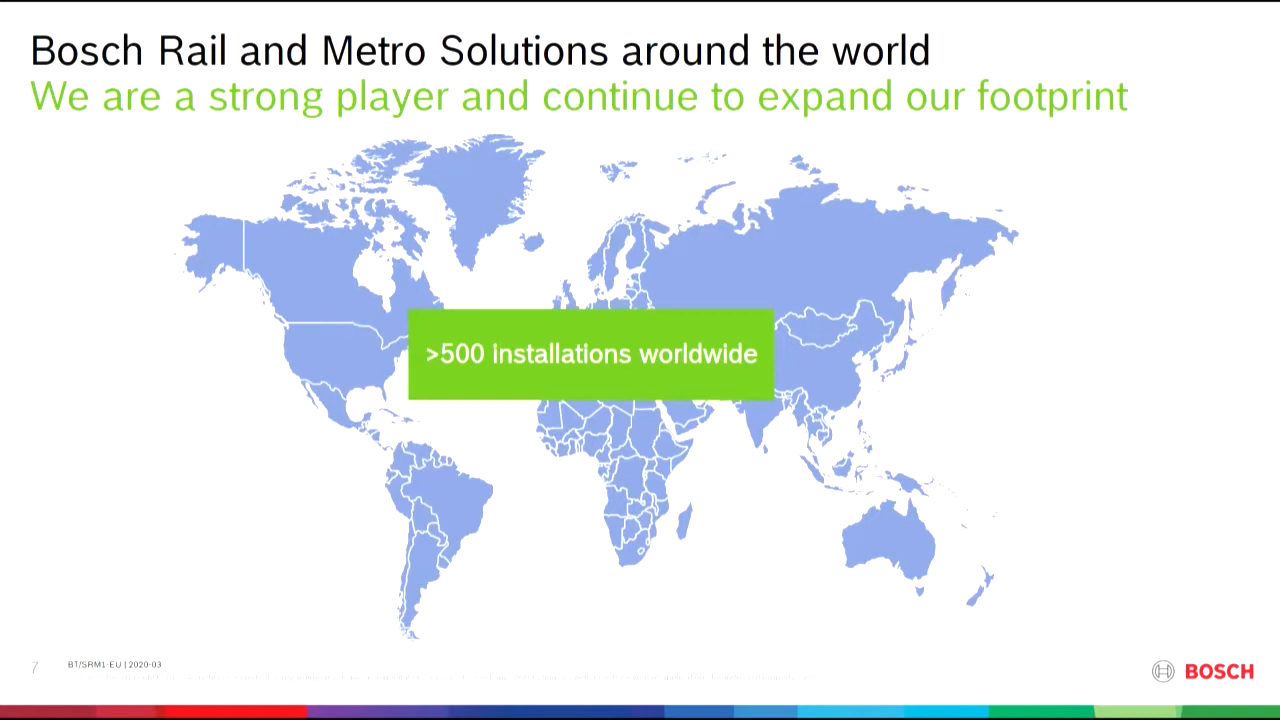 Bosch Rail and Metro Solutions around the world
We are a strong player and continue to expand our footprint
>500 installations worldwide
7
BT/SRM1-EU | 2020-03
BOSCH